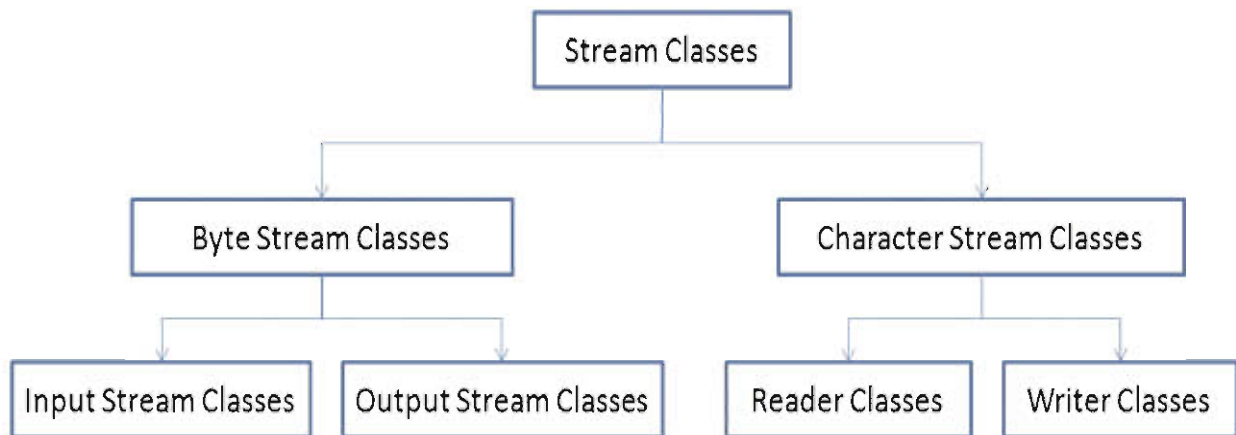 Stream Classes
Byte Stream Classes
Character Stream Classes
Input Stream Classes
Output Stream Classes
Reader Classes
Writer Classes